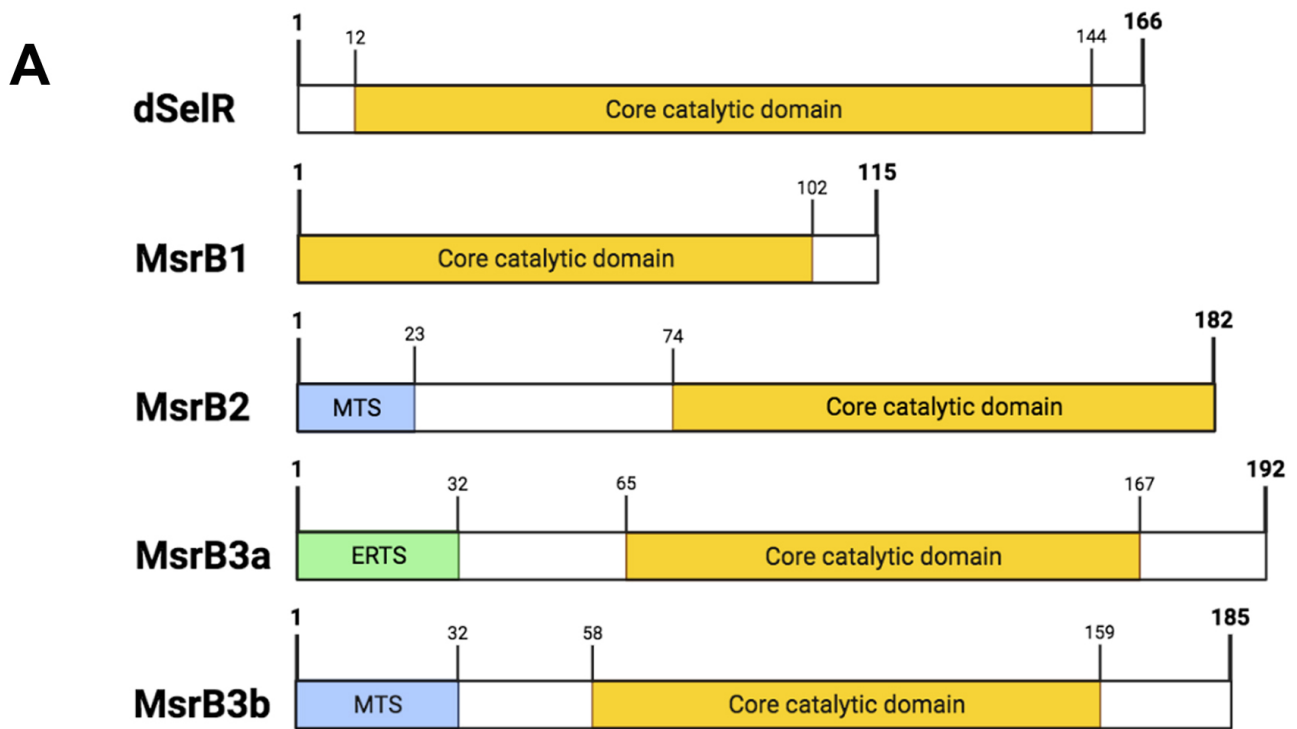 A
1 12 144 166
dSelR Core catalytic domain
1 102 115
MsrB1 Core catalytic domain
1 23 74 182
MsrB2 MTS Core catalytic domain
1 32 65 167 192
MsrB3a ERTS Core catalytic domain
1 32 58 159 185
MsrB3b MTS Core catalytic domain